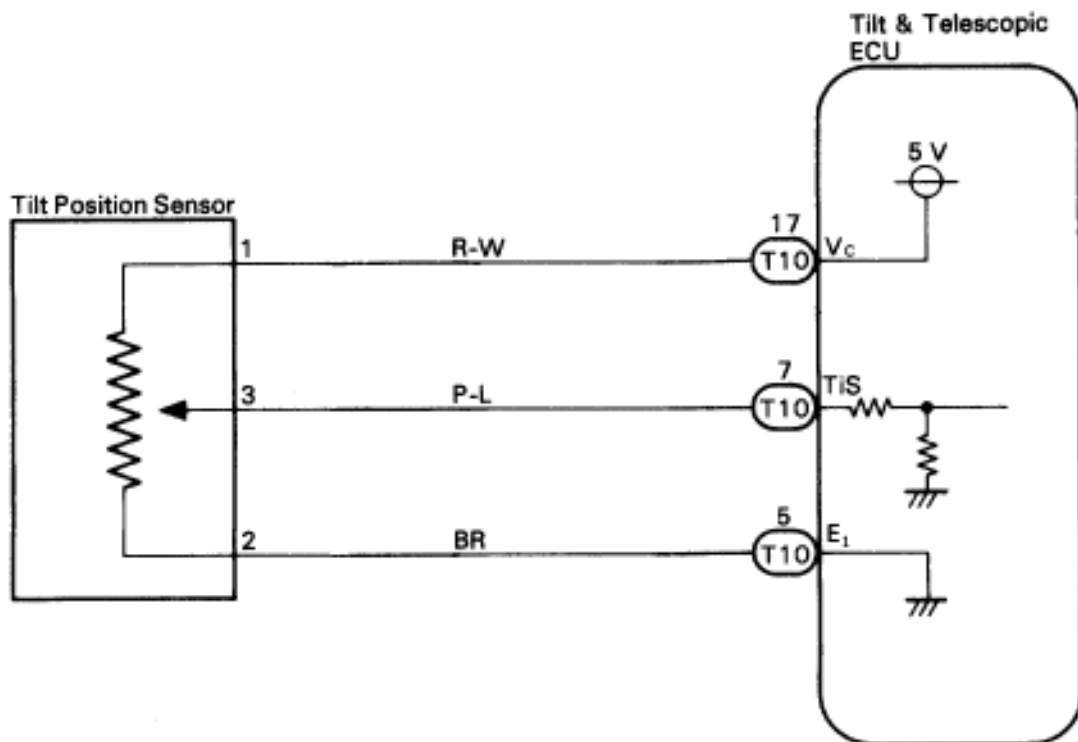 Tilt & Telescopic
ECU
5 V
Tilt Position Sensor
1
R-W
17
T10
Vc
3
P-L
7
T10
TiS
2
BR
5
T10
E₁